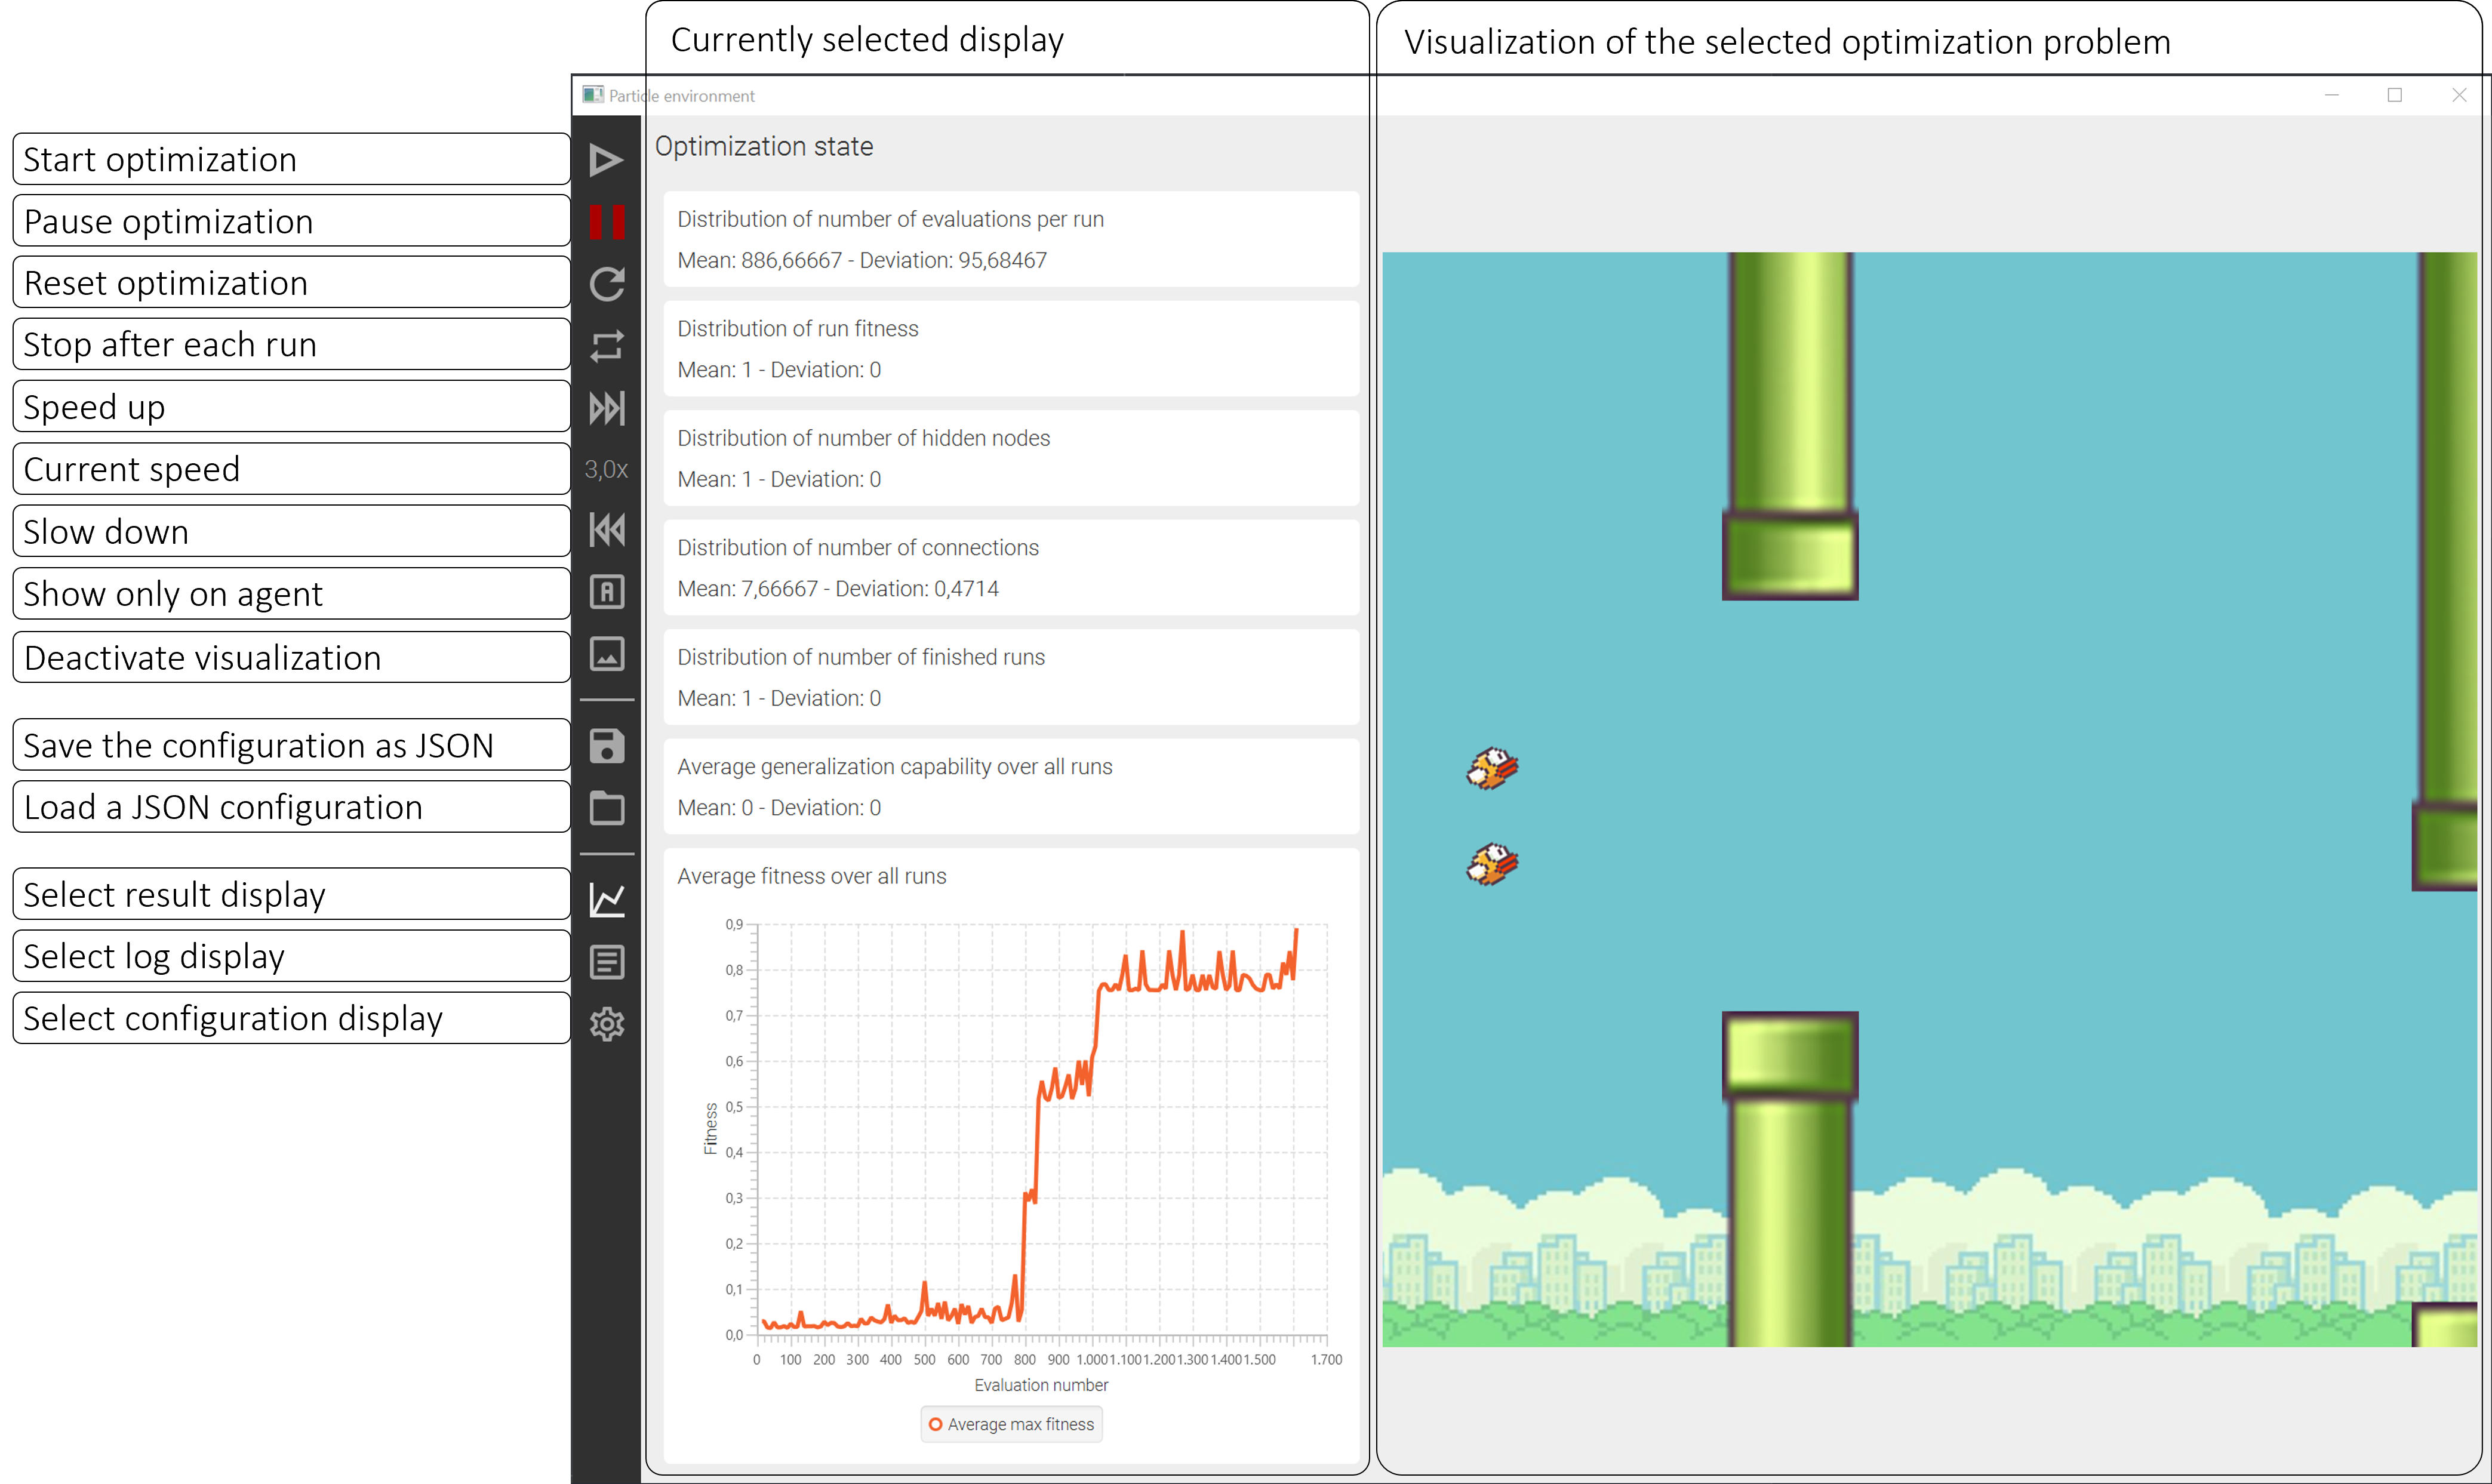 Currently selected display
Visualization of the selected optimization problem
Particle environment
Start optimization
Pause optimization
Reset optimization
Stop after each run
Speed up
Current speed
3,0x
Slow down
Show only on agent
A
Deactivate visualization
Save the configuration as JSON
Load a JSON configuration
Select result display
Select log display
Select configuration display
Optimization state
Distribution of number of evaluations per run
Mean: 886,66667 - Deviation: 95,68467
Distribution of run fitness
Mean: 1 - Deviation: 0
Distribution of number of hidden nodes
Mean: 1 - Deviation: 0
Distribution of number of connections
Mean: 7,66667 - Deviation: 0,4714
Distribution of number of finished runs
Mean: 1 - Deviation: 0
Average generalization capability over all runs
Mean: 0 - Deviation: 0
Average fitness over all runs
0,9
0,8
0,7
0,6
0,5
0,4
0,3
0,2
0,1
0,0
Fitness
0 100 200 300 400 500 600 700 800 900 1.000 1.100 1.200 1.300 1.400 1.500 1.700
Evaluation number
Average max fitness